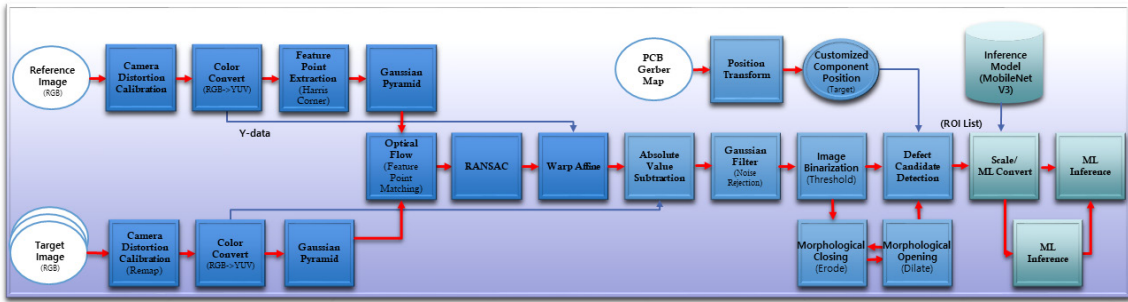 Reference
Image
(RGB)
Camera
Distortion
Calibration
Color
Convert
(RGB->YUV)
Feature
Point
Extraction
(Harris
Corner)
Gaussian
Pyramid
PCB
Gerber
Map
Position
Transform
Customized
Component
Position
(Target)
Inference
Model
(MobileNet
V3)
Y-data
(ROI List)
Optical
Flow
(Feature
Point
Matching)
RANSAC
Warp Affine
Absolute
Value
Subtraction
Gaussian
Filter
(Noise
Rejection)
Image
Binarization
(Threshold)
Defect
Candidate
Detection
Scale/
ML Convert
ML
Inference
Target
Image
(RGB)
Camera
Distortion
Calibration
(Remap)
Color
Convert
(RGB->YUV)
Gaussian
Pyramid
Morphological
Closing
(Erode)
Morphological
Opening
(Dilate)
ML
Inference